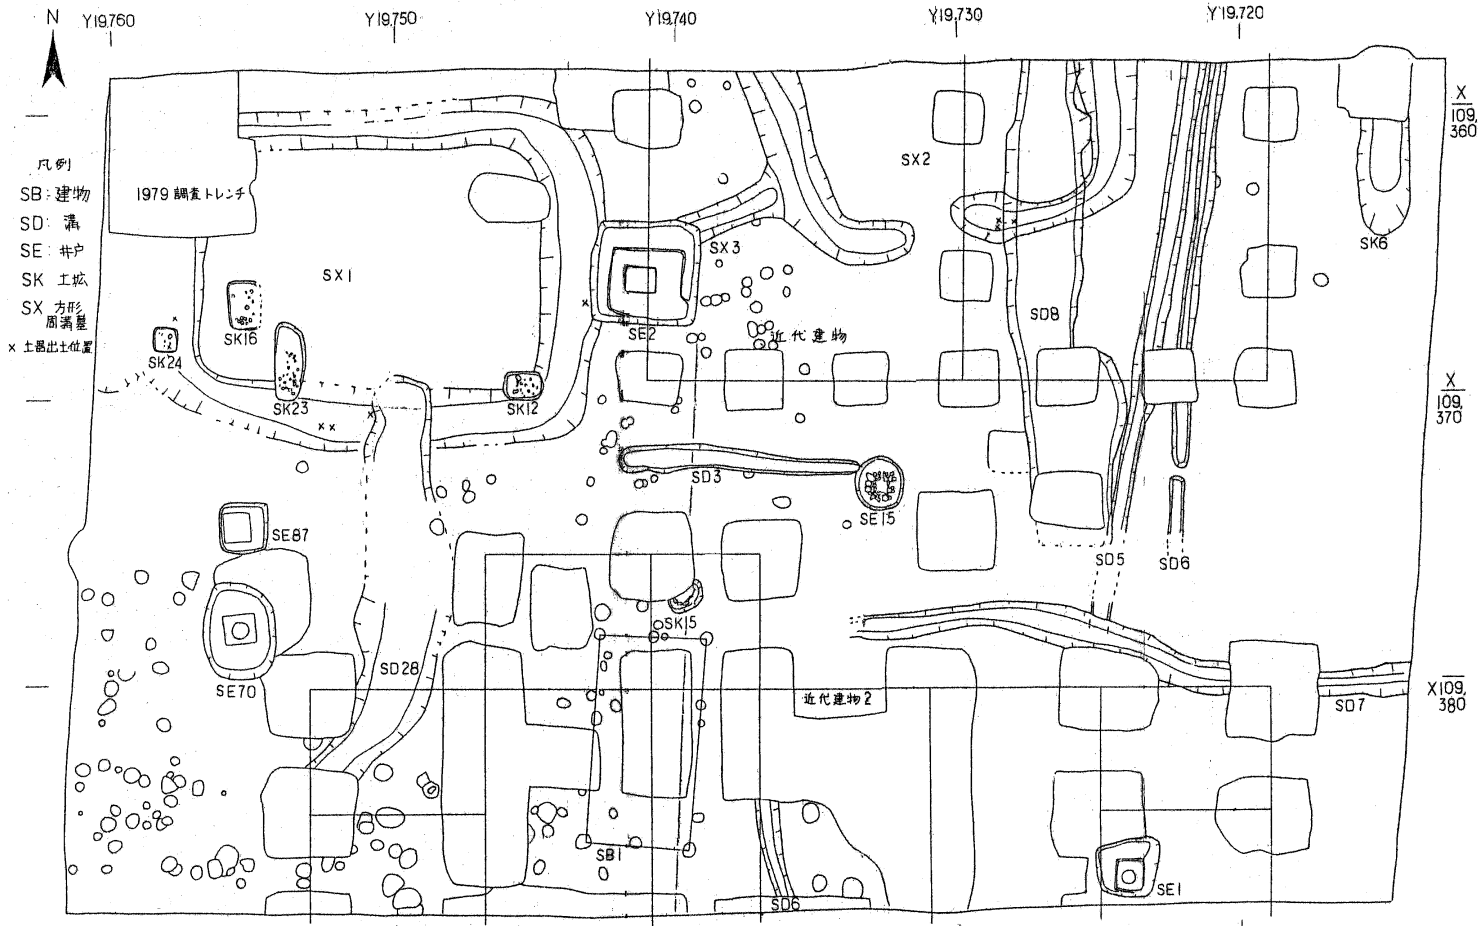 N
Y19,760
Y19,750
Y19,740
Y19,730
Y19,720
X
109,
360
凡例
SB:建物
SD:溝
SE:井戸
SK 土拡
SX 方形
周溝墓
× 土器出土位置
1979 調査トレンチ
SX1
SX2
SX3
SK6
SK16
SK24
SK23
SK12
SE2
近代建物
SD8
X
109,
370
SD3
SE15
SE87
SD5
SD6
SK15
SE70
SD28
近代建物2
SD7
X109,
380
SB1
SD6
SE1